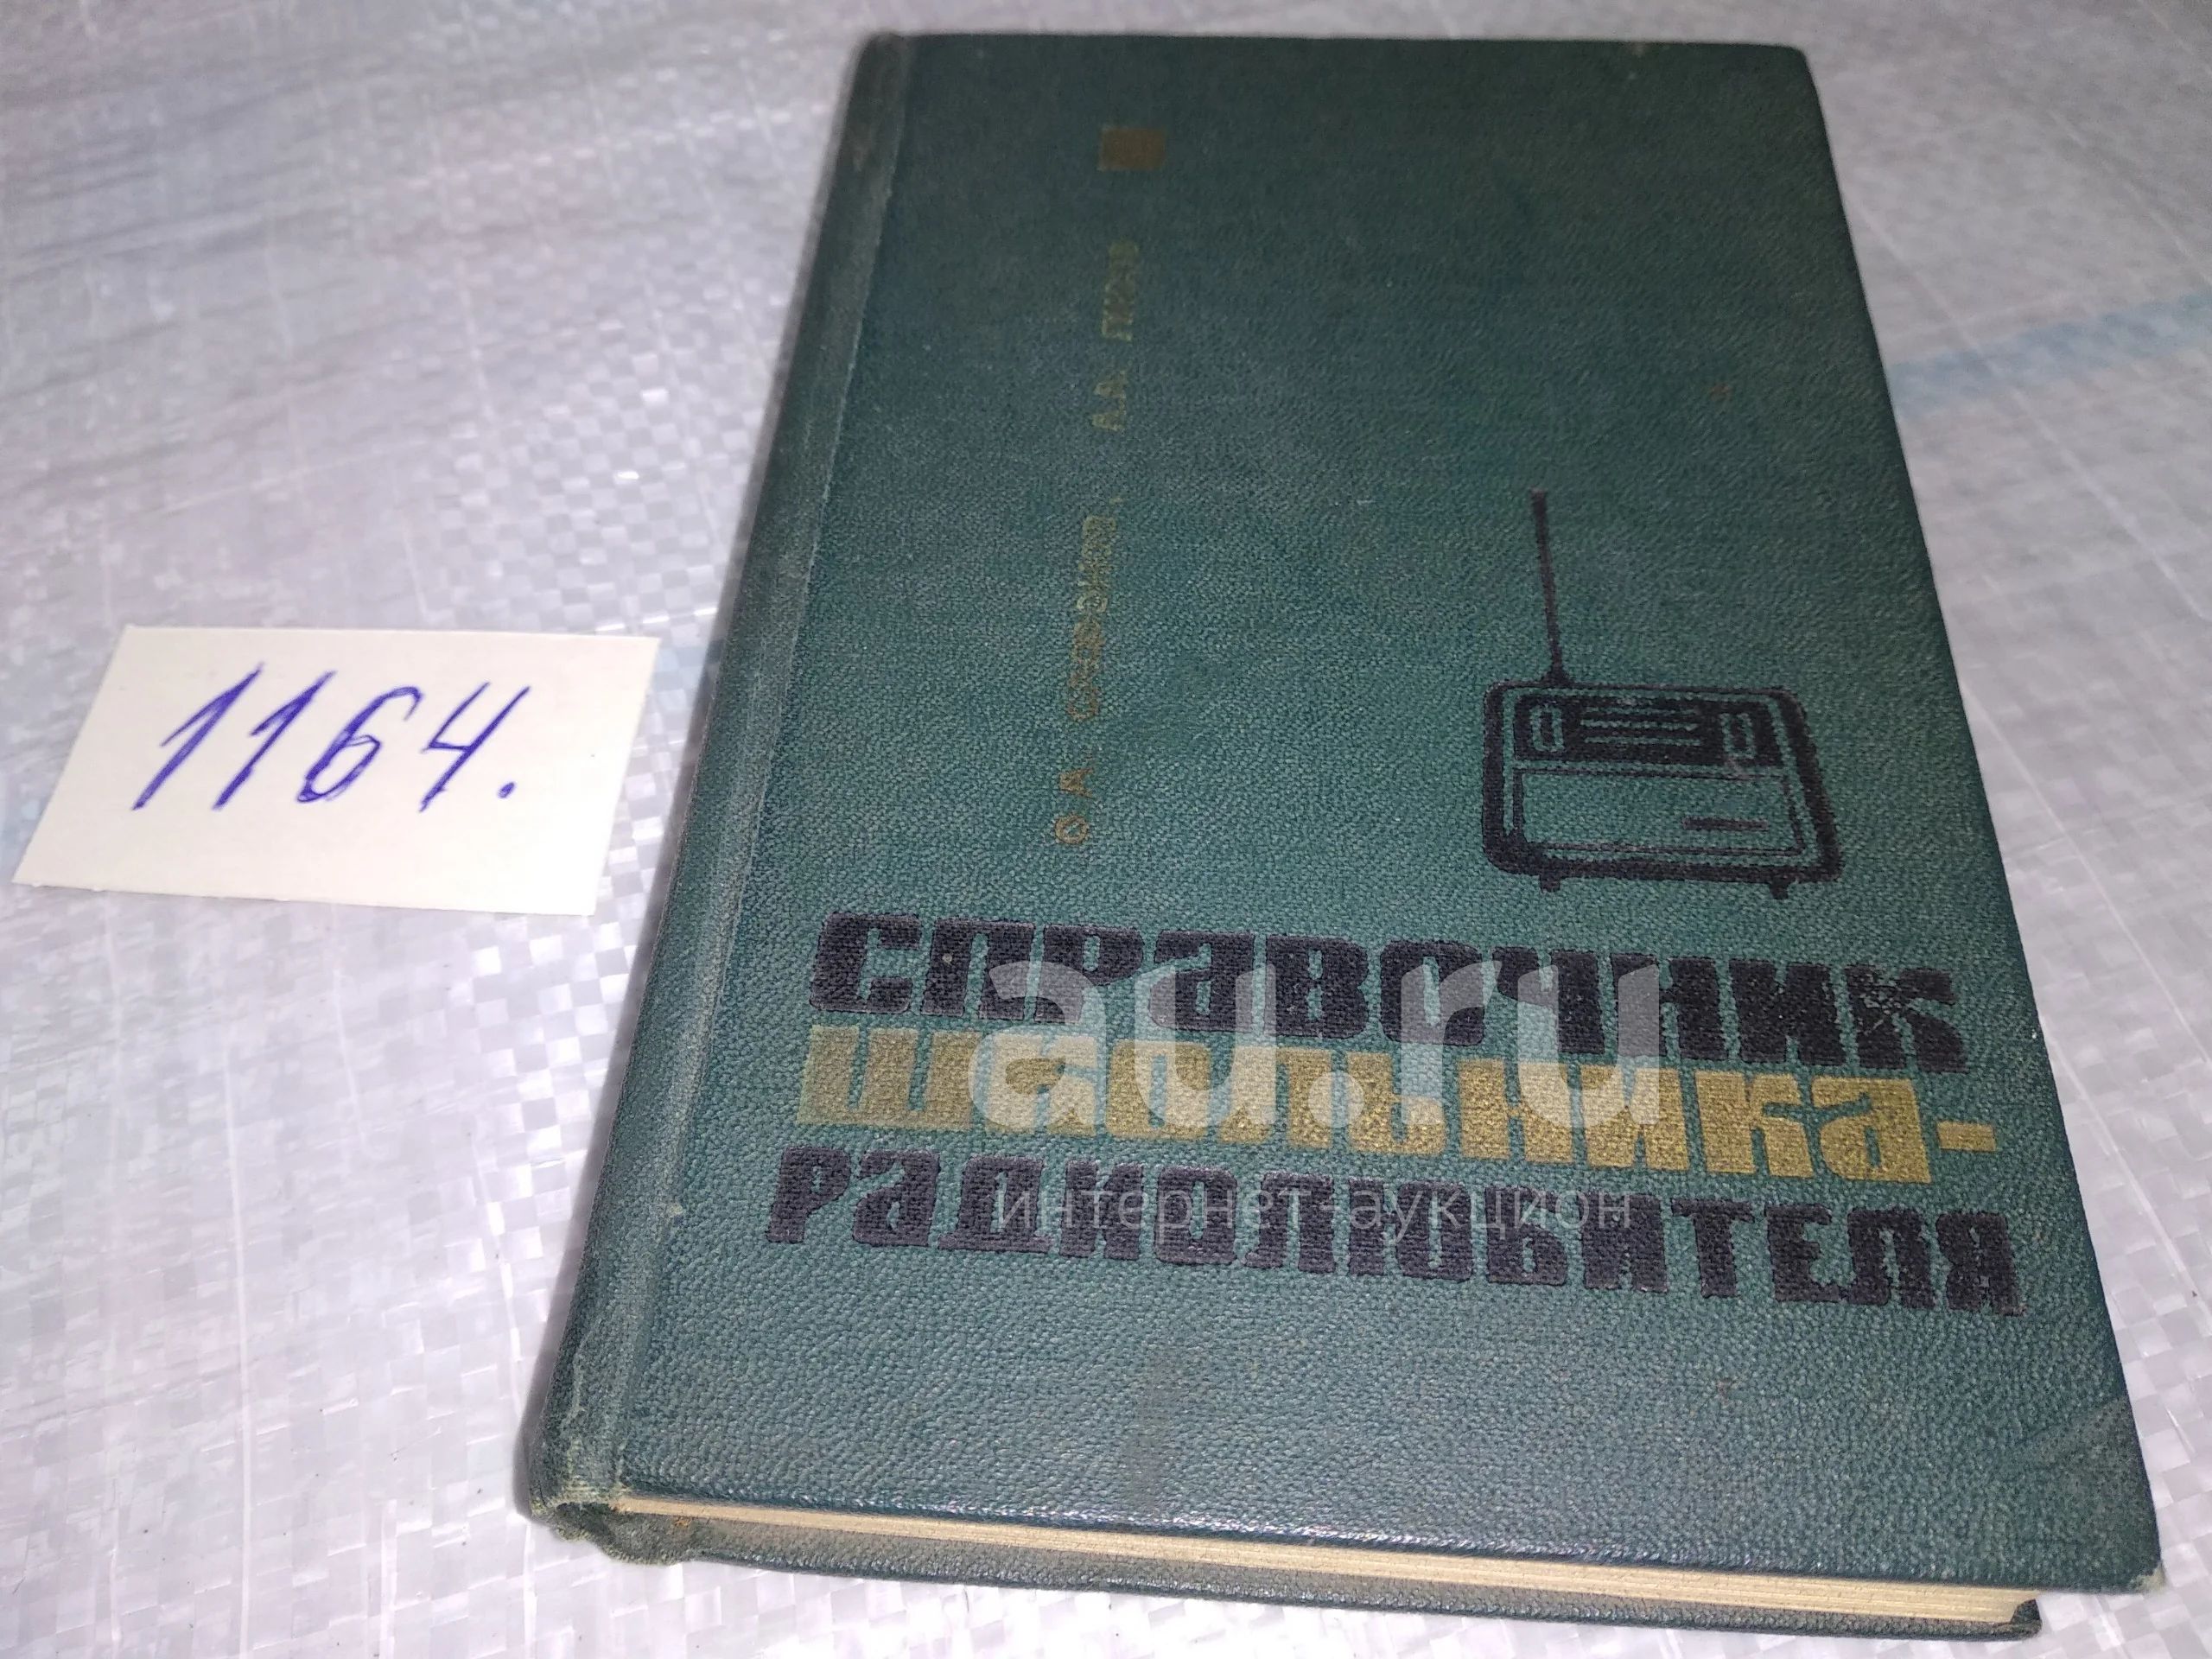 1164.
О.А.
СПРАВОЧНИК
ШКОЛЬНИКА-
РАДИОЛЮБИТЕЛЯ
au.ru
интернет-аукцион